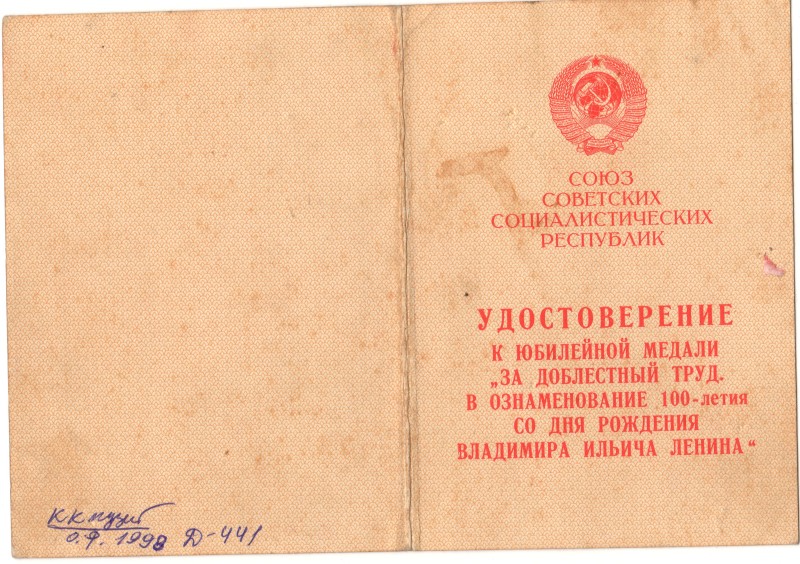 СОЮЗ
СОВЕТСКИХ
СОЦИАЛИСТИЧЕСКИХ
РЕСПУБЛИК
УДОСТОВЕРЕНИЕ
К ЮБИЛЕЙНОЙ МЕДАЛИ
„ЗА ДОБЛЕСТНЫЙ ТРУД.
В ОЗНАМЕНОВАНИЕ 100-летия
СО ДНЯ РОЖДЕНИЯ
ВЛАДИМИРА ИЛЬИЧА ЛЕНИНА“
О.Ф. 1998 Д-441